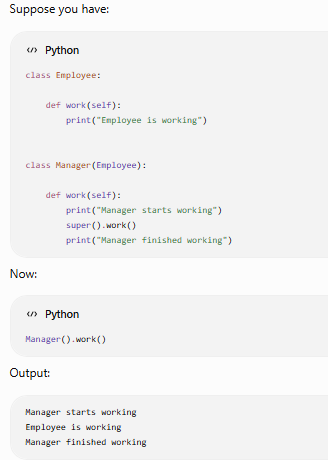 Suppose you have:
</> Python
class Employee:
    def work(self):
        print("Employee is working")
class Manager(Employee):
    def work(self):
        print("Manager starts working")
        super().work()
        print("Manager finished working")
Now:
</> Python
Manager().work()
Output:
Manager starts working
Employee is working
Manager finished working